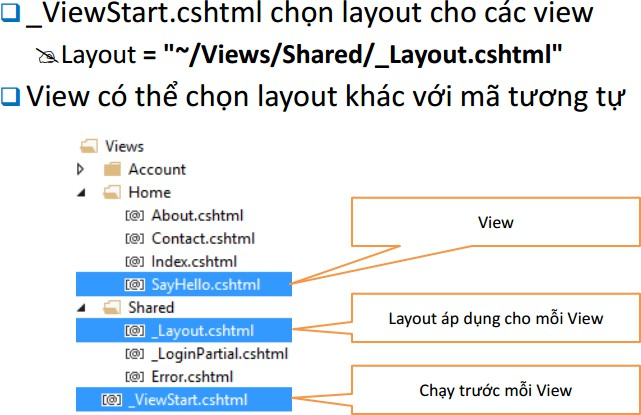 _ViewStart.cshtml chọn layout cho các view
Layout = "~/Views/Shared/_Layout.cshtml"
View có thể chọn layout khác với mã tương tự
Views
Account
Home
[@] About.cshtml
[@] Contact.cshtml
[@] Index.cshtml
[@] SayHello.cshtml
View
Shared
[@] _Layout.cshtml
Layout áp dụng cho mỗi View
[@] _LoginPartial.cshtml
[@] Error.cshtml
[@] _ViewStart.cshtml
Chạy trước mỗi View